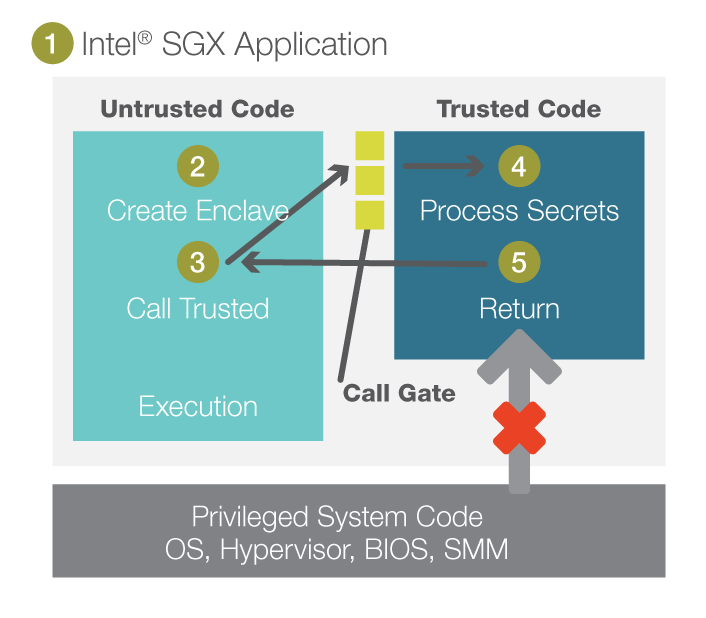 1 Intel® SGX Application
Untrusted Code
Trusted Code
2
Create Enclave
3
Call Trusted
Execution
4
Process Secrets
5
Return
Call Gate
Privileged System Code
OS, Hypervisor, BIOS, SMM